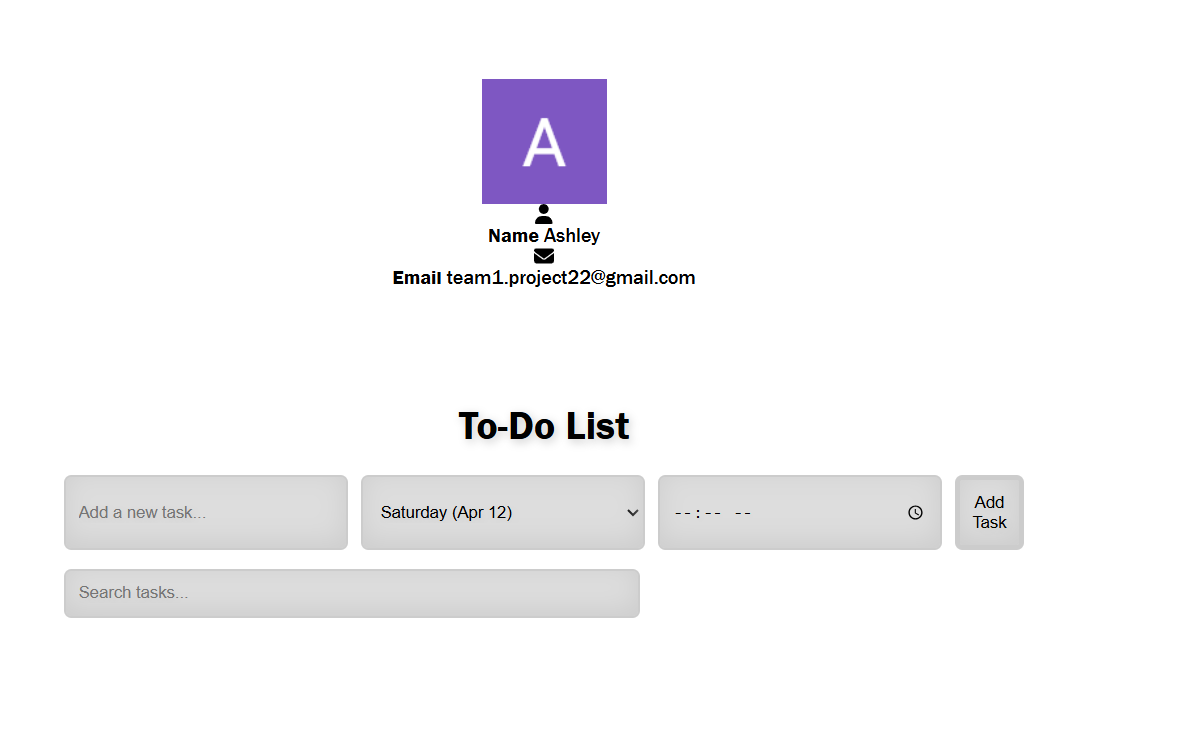 A
Name Ashley
Email team1.project22@gmail.com
To-Do List
Add a new task...
Saturday (Apr 12)
--:-- --
Add
Task
Search tasks...